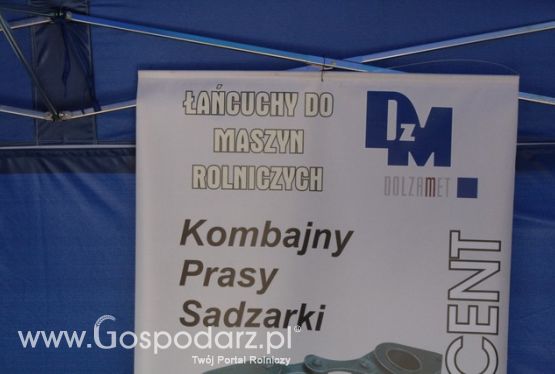 ŁAŃCUCHY DO
MASZYN
ROLNICZYCH
DZM
DOLZAMET
Kombajny
Prasy
Sadzarki
CENT
www.Gospodarz.pl
Twój Portal Rolniczy